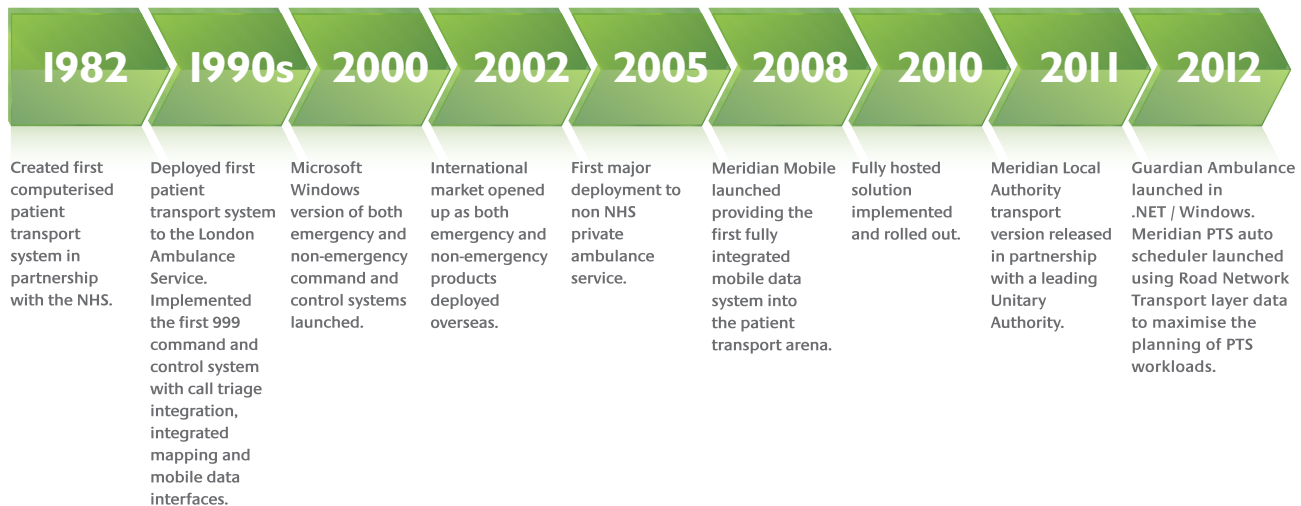 1982
1990s
2000
2002
2005
2008
2010
2011
2012
Created first
computerised
patient
transport
system in
partnership
with the NHS.
Deployed first
patient
transport system
to the London
Ambulance
Service.
Implemented
the first 999
command and
control system
with call triage
integration,
integrated
mapping and
mobile data
interfaces.
Microsoft
Windows
version of both
emergency and
non-emergency
command and
control systems
launched.
International
market opened
up as both
emergency and
non-emergency
products
deployed
overseas.
First major
deployment to
non NHS
private
ambulance
service.
Meridian Mobile
launched
providing the
first fully
integrated
mobile data
system into
the patient
transport arena.
Fully hosted
solution
implemented
and rolled out.
Meridian Local
Authority
transport
version released
in partnership
with a leading
Unitary
Authority.
Guardian Ambulance
launched in
.NET / Windows.
Meridian PTS auto
scheduler launched
using Road Network
Transport layer data
to maximise the
planning of PTS
workloads.